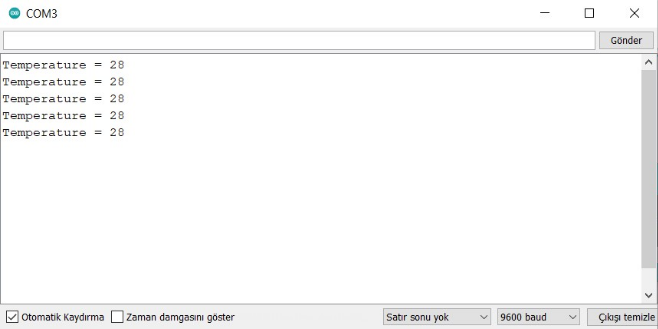 COM3
Gönder
Temperature = 28
Temperature = 28
Temperature = 28
Temperature = 28
Temperature = 28
Otomatik Kaydırma Zaman damgasını göster Satır sonu yok 9600 baud Çıkışı temizle